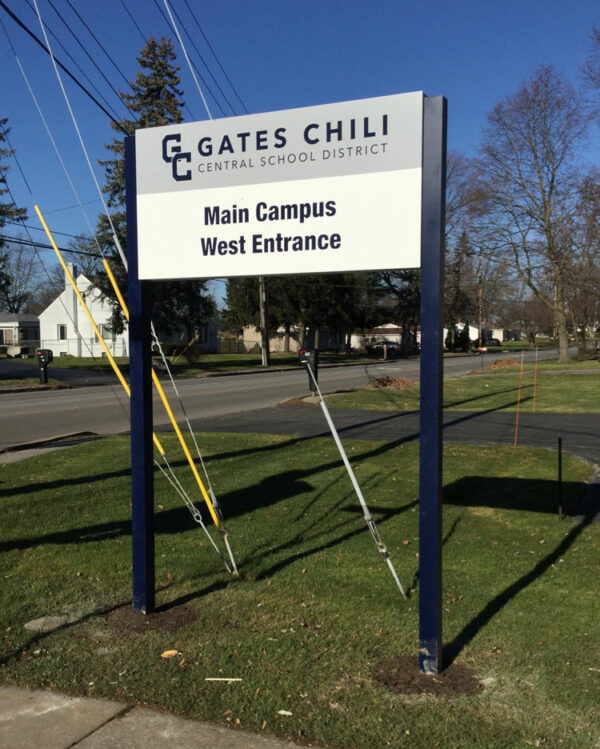 GC GATES CHILI
CENTRAL SCHOOL DISTRICT
Main Campus
West Entrance